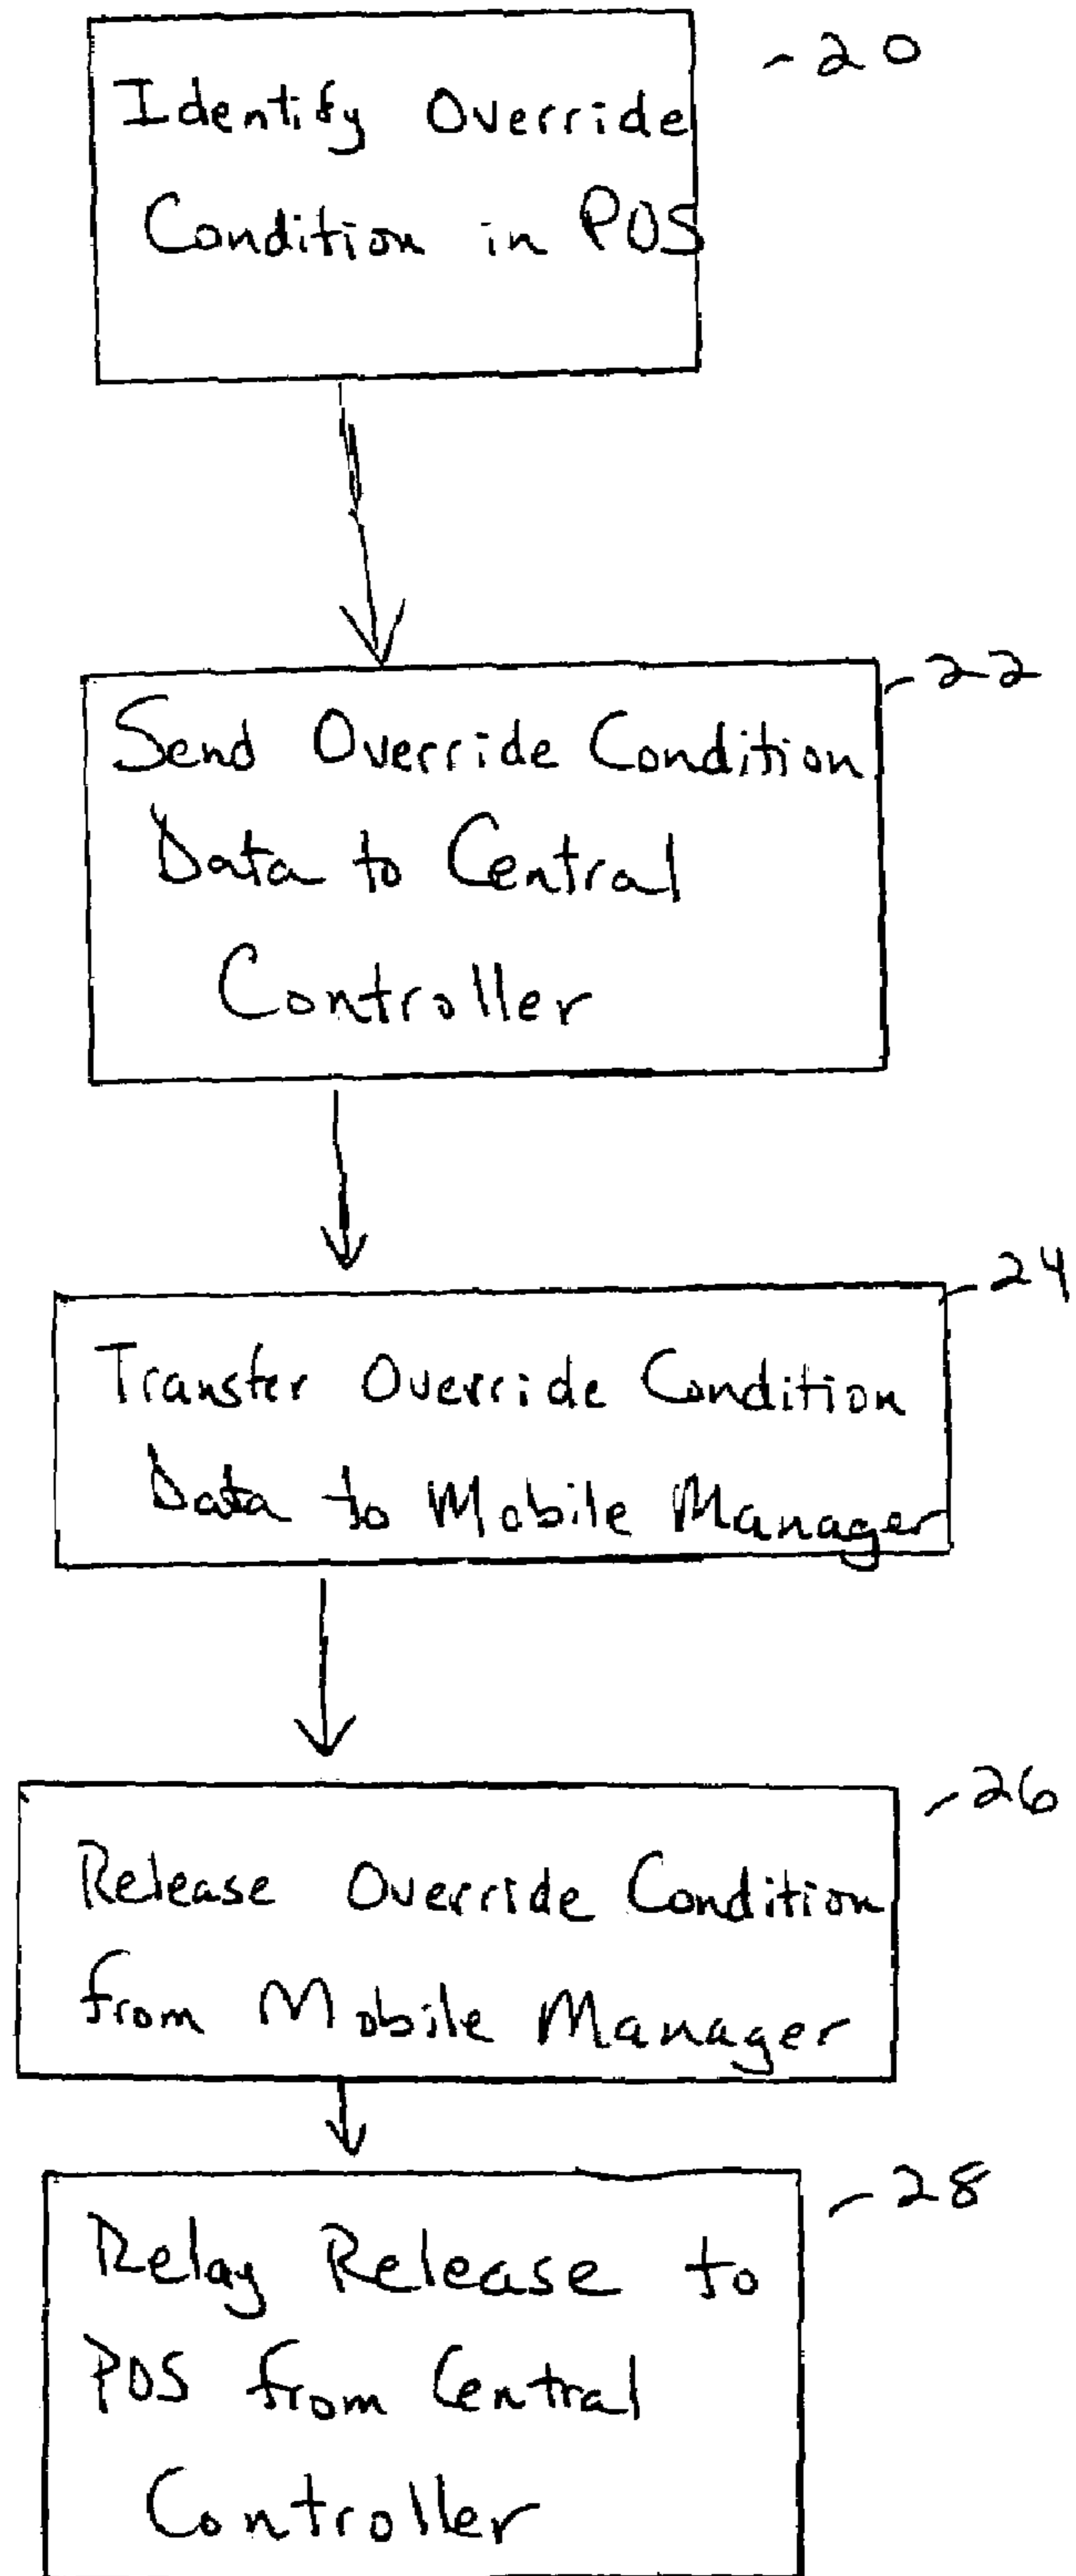 Identify Override
Condition in POS
20
Send Override Condition
Data to Central
Controller
22
Transfer Override Condition
Data to Mobile Manager
24
Release Override Condition
from Mobile Manager
26
Relay Release to
POS from Central
Controller
28